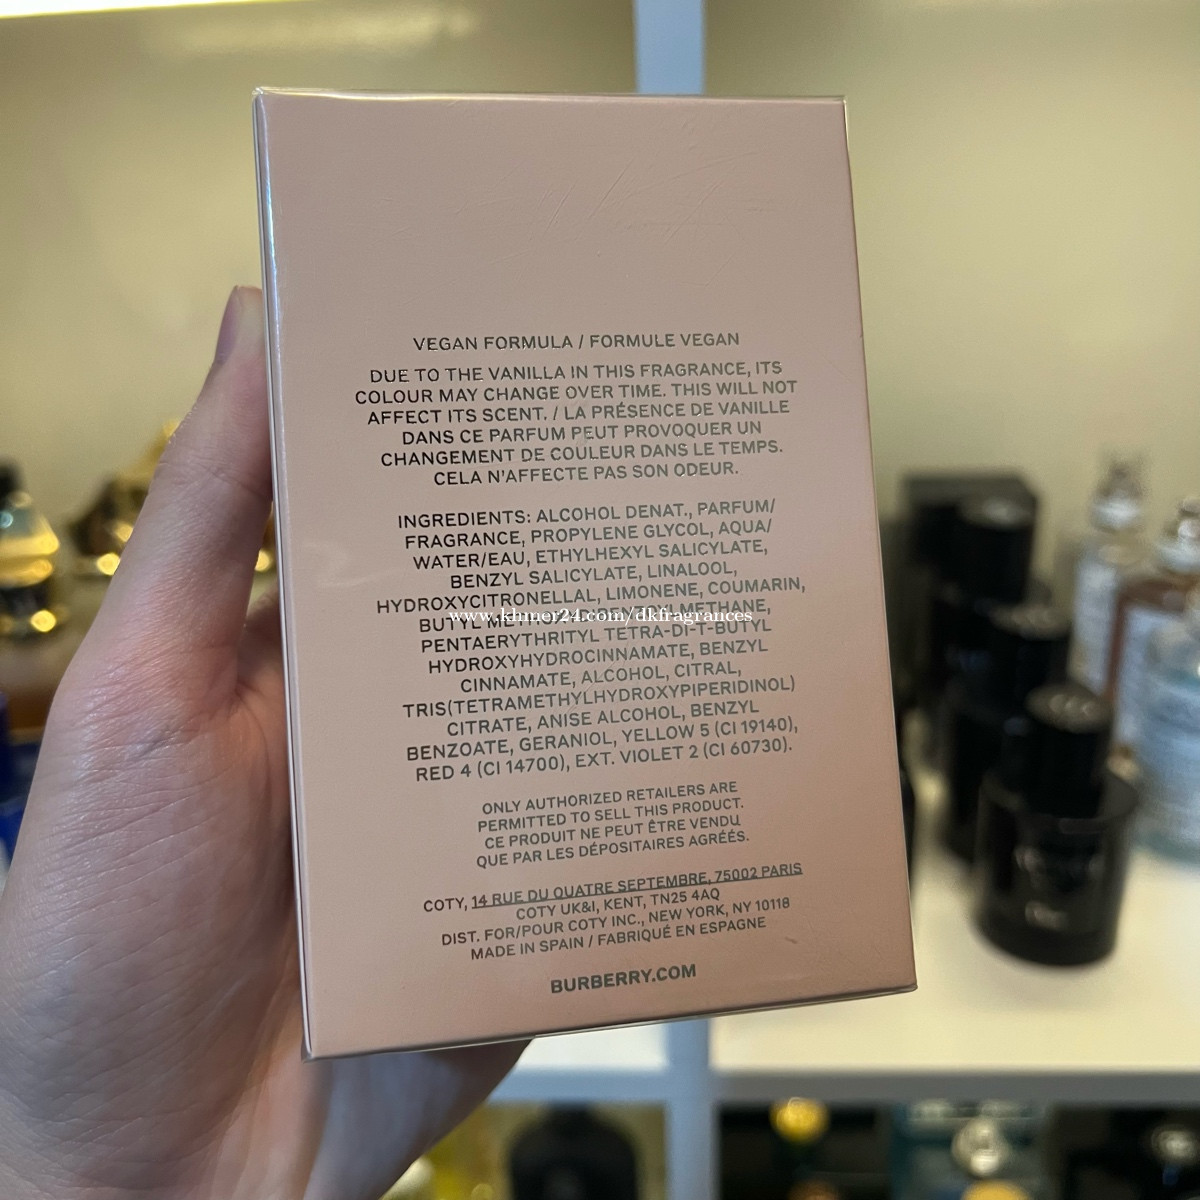 VEGAN FORMULA / FORMULE VEGAN
DUE TO THE VANILLA IN THIS FRAGRANCE, ITS
COLOUR MAY CHANGE OVER TIME. THIS WILL NOT
AFFECT ITS SCENT. / LA PRÉSENCE DE VANILLE
DANS CE PARFUM PEUT PROVOQUER UN
CHANGEMENT DE COULEUR DANS LE TEMPS.
CELA N'AFFECTE PAS SON ODEUR.
INGREDIENTS: ALCOHOL DENAT., PARFUM/
FRAGRANCE, PROPYLENE GLYCOL, AQUA/
WATER/EAU, ETHYLHEXYL SALICYLATE,
BENZYL SALICYLATE, LINALOOL,
HYDROXYCITRONELLAL, LIMONENE, COUMARIN,
www.khmer24.com/dkfragrances
BUTYL
PENTAERYTHRITYL TETRA-DI-T-BUTYL
HYDROXYHYDROCINNAMATE, BENZYL
CINNAMATE, ALCOHOL, CITRAL,
TRIS(TETRAMETHYLHYDROXYPIPERIDINOL)
CITRATE, ANISE ALCOHOL, BENZYL
BENZOATE, GERANIOL, YELLOW 5 (CI 19140),
RED 4 (CI 14700), EXT. VIOLET 2 (CI 60730).
ONLY AUTHORIZED RETAILERS ARE
PERMITTED TO SELL THIS PRODUCT.
CE PRODUIT NE PEUT ÊTRE VENDU
QUE PAR LES DÉPOSITAIRES AGRÉÉS.
COTY, 14 RUE DU QUATRE SEPTEMBRE, 75002 PARIS
COTY UK&I, KENT, TN25 4AQ
DIST. FOR/POUR COTY INC., NEW YORK, NY 10118
MADE IN SPAIN / FABRIQUÉ EN ESPAGNE
BURBERRY.COM